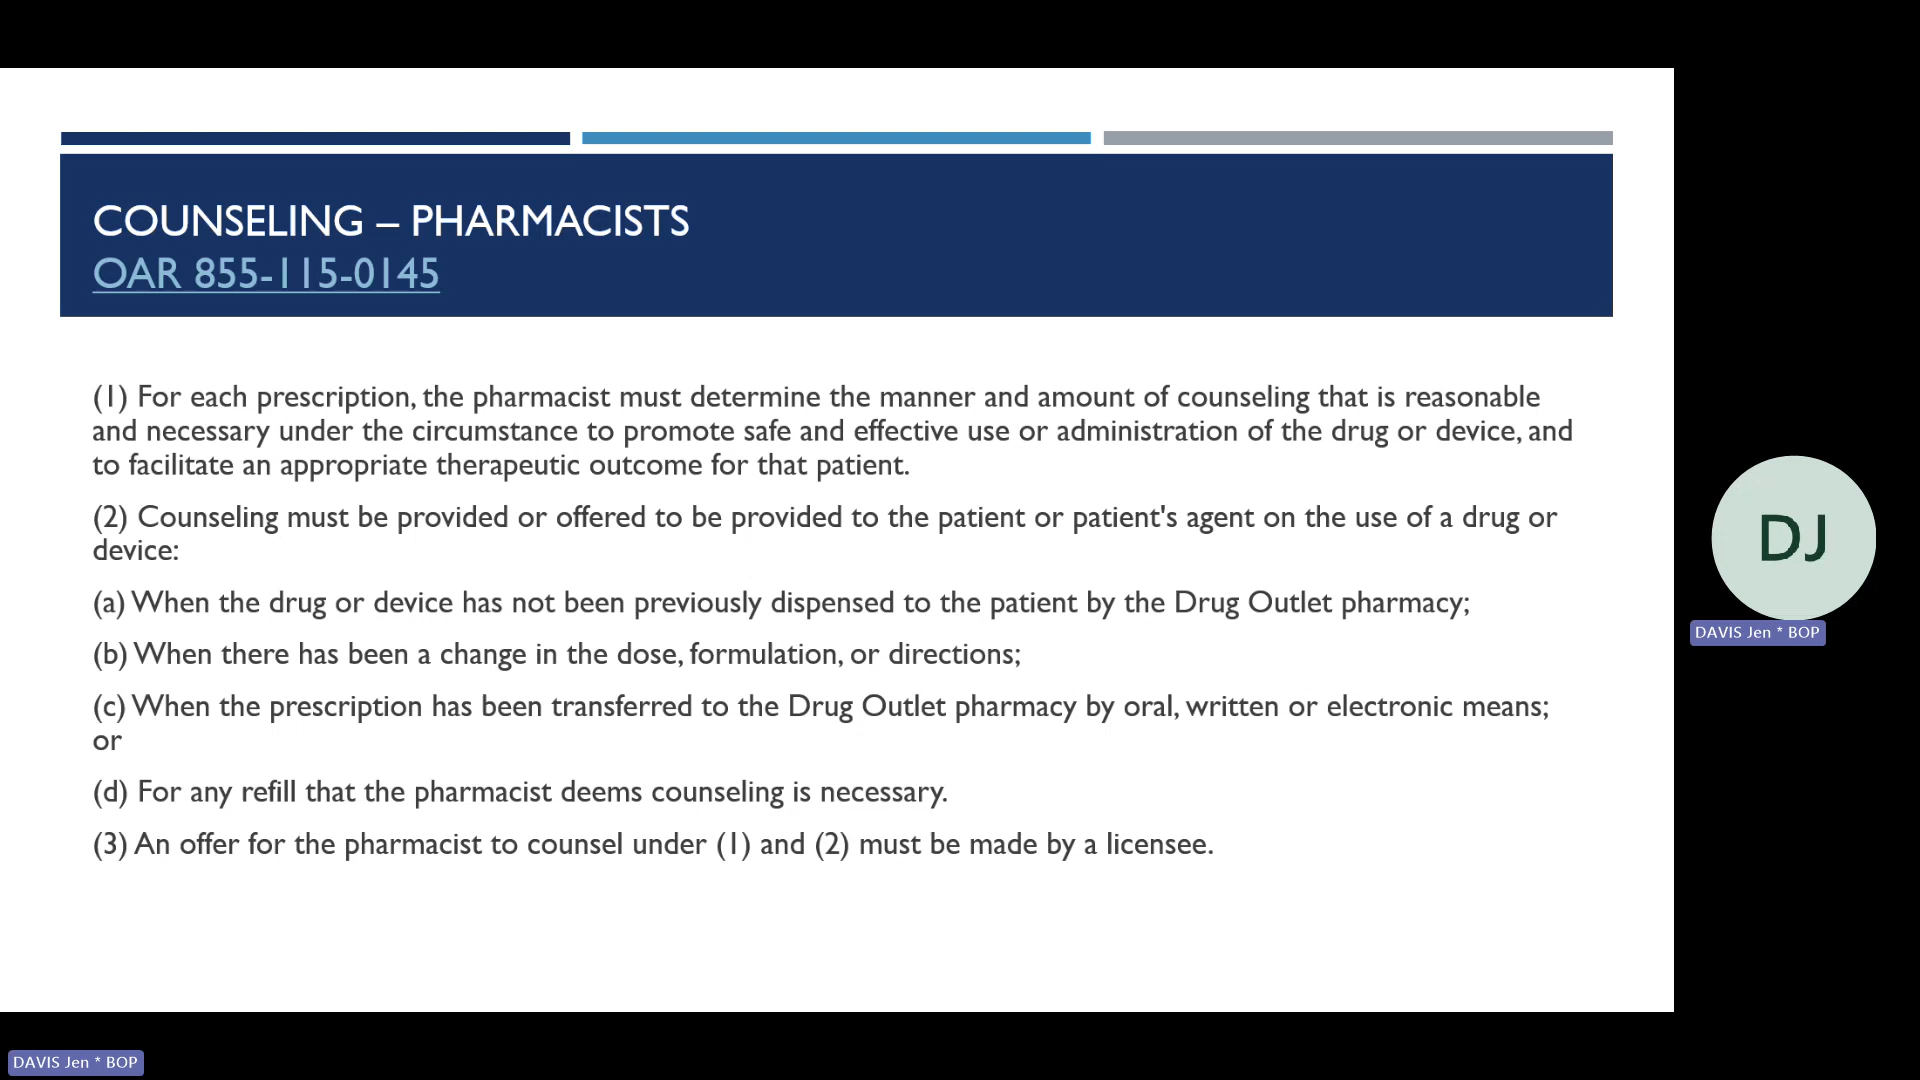 COUNSELING – PHARMACISTS
OAR 855-115-0145
(1) For each prescription, the pharmacist must determine the manner and amount of counseling that is reasonable
and necessary under the circumstance to promote safe and effective use or administration of the drug or device, and
to facilitate an appropriate therapeutic outcome for that patient.
(2) Counseling must be provided or offered to be provided to the patient or patient's agent on the use of a drug or
device:
(a) When the drug or device has not been previously dispensed to the patient by the Drug Outlet pharmacy;
(b) When there has been a change in the dose, formulation, or directions;
(c) When the prescription has been transferred to the Drug Outlet pharmacy by oral, written or electronic means;
or
(d) For any refill that the pharmacist deems counseling is necessary.
(3) An offer for the pharmacist to counsel under (1) and (2) must be made by a licensee.
DJ
DAVIS Jen * BOP
DAVIS Jen * BOP